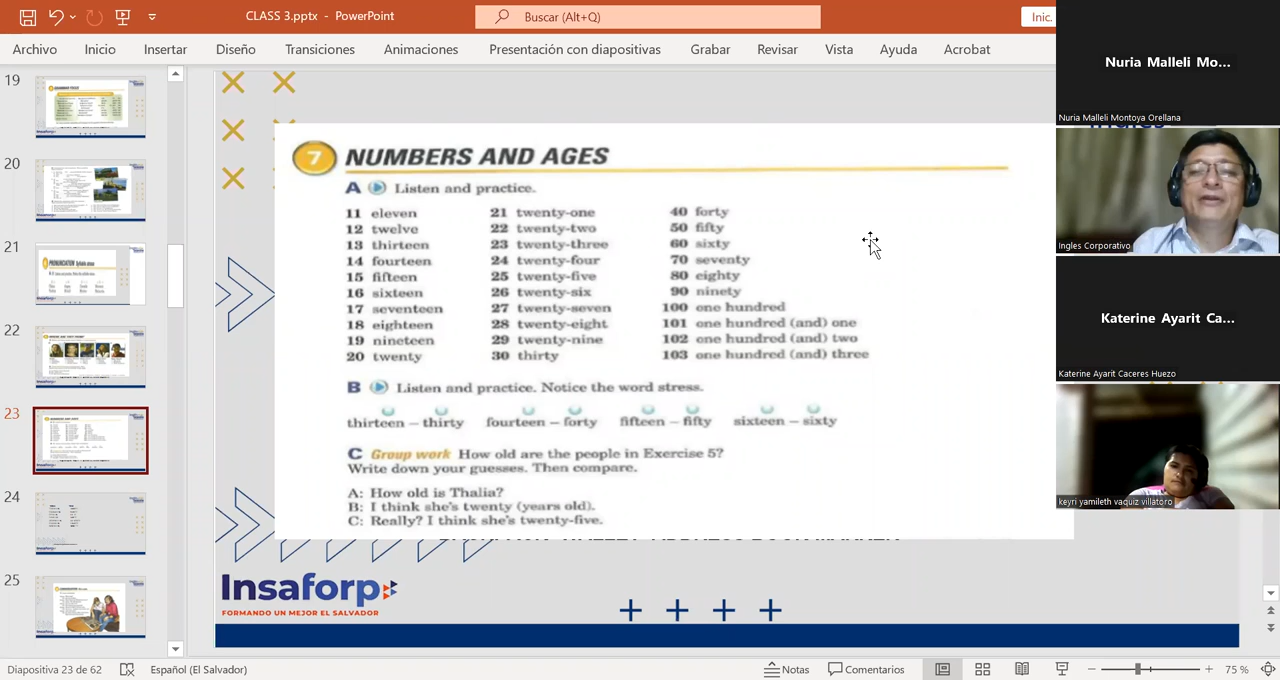 CLASS 3.pptx - PowerPoint
Buscar (Alt+Q)
Inic.
Archivo Inicio Insertar Diseño Transiciones Animaciones Presentación con diapositivas Grabar Revisar Vista Ayuda Acrobat
19
20
21
22
23
24
25
7 NUMBERS AND AGES
A Listen and practice.
11 eleven 21 twenty-one 40 forty
12 twelve 22 twenty-two 50 fifty
13 thirteen 23 twenty-three 60 sixty
14 fourteen 24 twenty-four 70 seventy
15 fifteen 25 twenty-five 80 eighty
16 sixteen 26 twenty-six 90 ninety
17 seventeen 27 twenty-seven 100 one hundred
18 eighteen 28 twenty-eight 101 one hundred (and) one
19 nineteen 29 twenty-nine 102 one hundred (and) two
20 twenty 30 thirty 103 one hundred (and) three
B Listen and practice. Notice the word stress.
thirteen – thirty fourteen – forty fifteen – fifty sixteen – sixty
C Group work How old are the people in Exercise 5?
Write down your guesses. Then compare.
A: How old is Thalia?
B: I think she's twenty (years old).
C: Really? I think she's twenty-five.
Insaforp
FORMANDO UN MEJOR EL SALVADOR
Nuria Malleli Mo...
Nuria Malleli Montoya Orellana
Ingles Corporativo
Katerine Ayarit Ca...
Katerine Ayarit Caceres Huezo
keyri yamileth vaquiz villatoro
Diapositiva 23 de 62 Español (El Salvador) Notas Comentarios 75 %